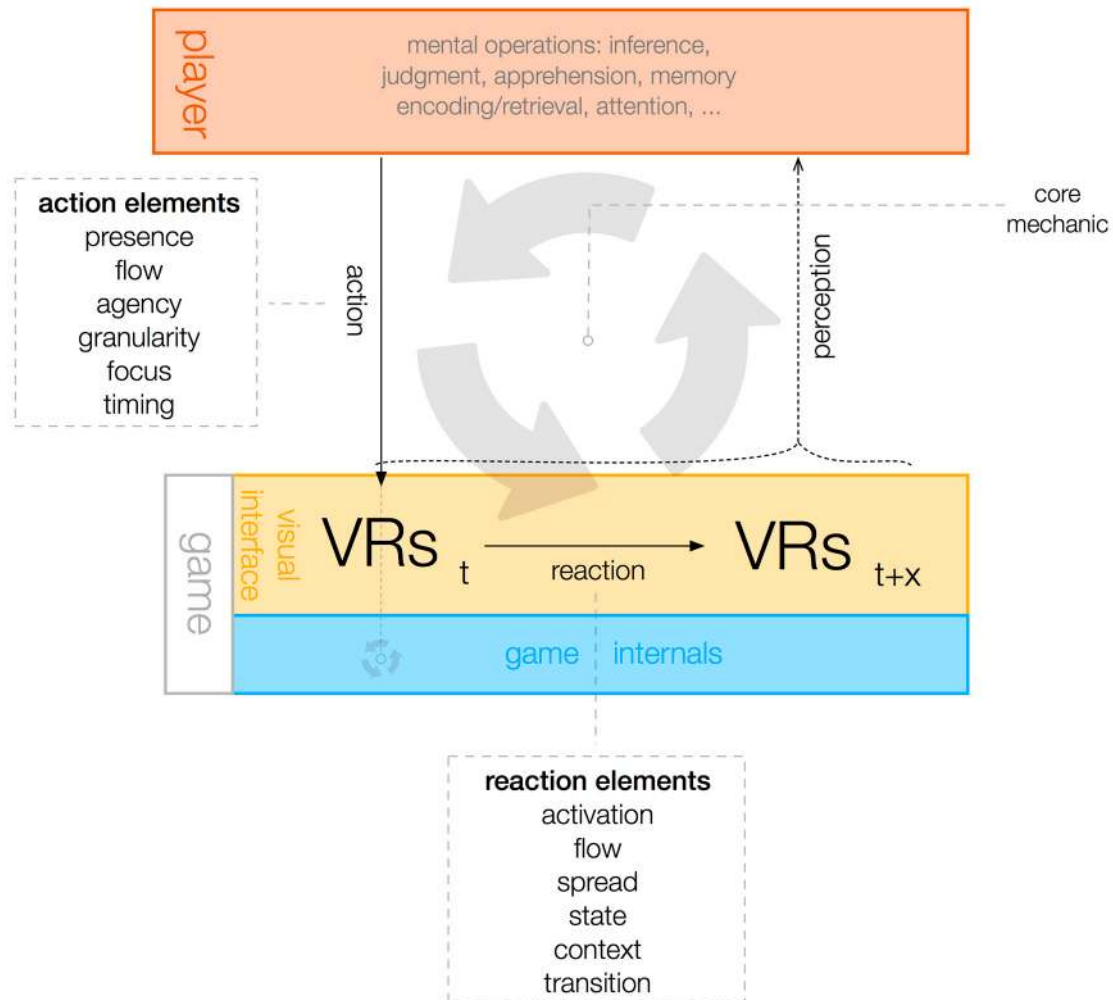 player
mental operations: inference,
judgment, apprehension, memory
encoding/retrieval, attention, ...
action elements
presence
flow
agency
granularity
focus
timing
action
core
mechanic
perception
game
visual
interface
VRs t
reaction
VRs t+x
game internals
reaction elements
activation
flow
spread
state
context
transition